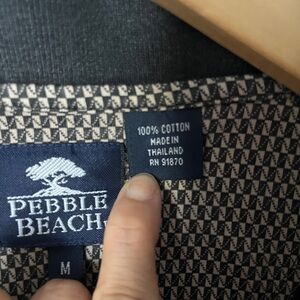 100% COTTON
MADE IN
THAILAND
RN 91870
PEBBLE
BEACH
M